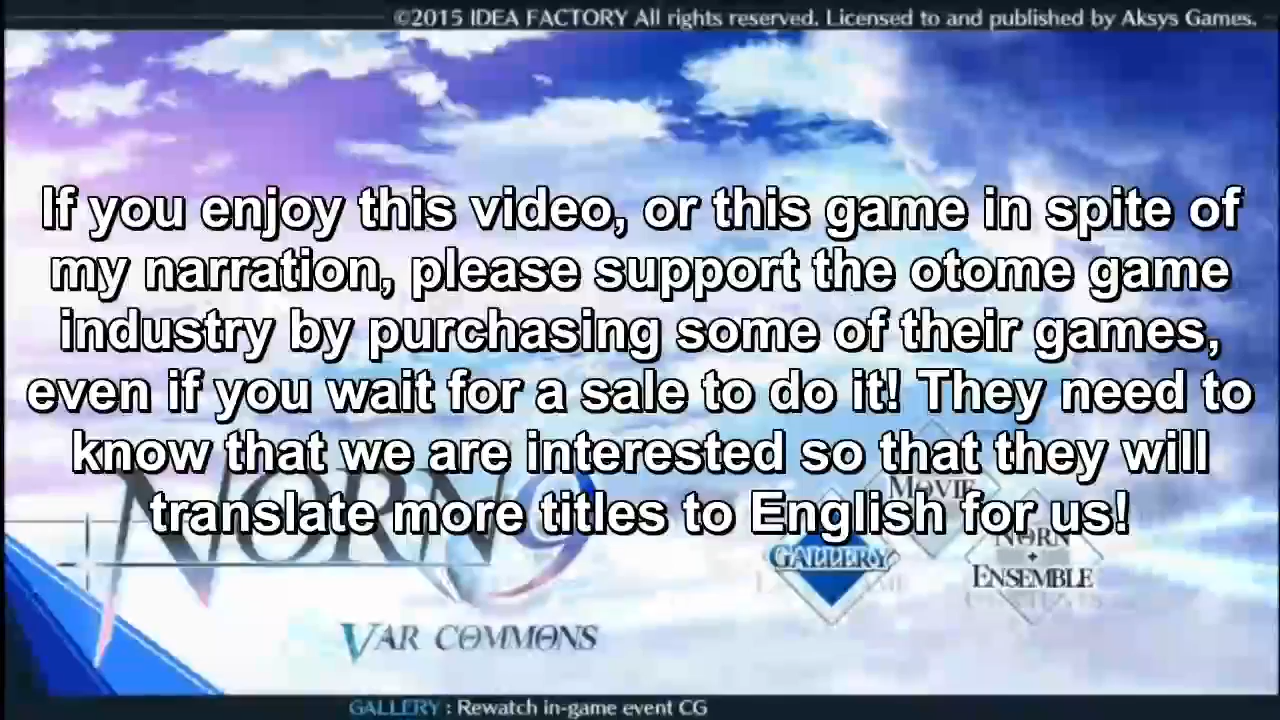 ©2015 IDEA FACTORY All rights reserved. Licensed to and published by Aksys Games.
If you enjoy this video, or this game in spite of
my narration, please support the otome game
industry by purchasing some of their games,
even if you wait for a sale to do it! They need to
know that we are interested so that they will
translate more titles to English for us!
NORN9
VAR COMMONS
MOVIE
GALLERY
NORN
+
ENSEMBLE
GALLERY : Rewatch in-game event CG